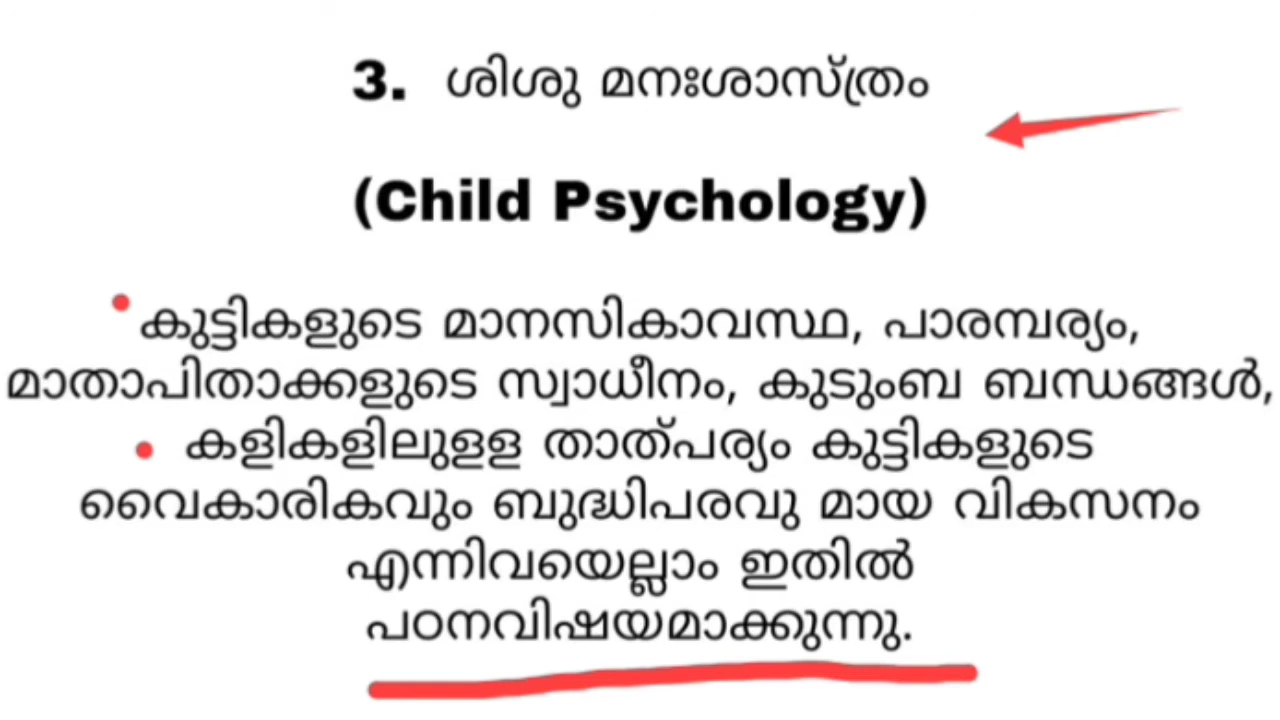 3. ശിശു മനഃശാസ്ത്രം
(Child Psychology)
കുട്ടികളുടെ മാനസികാവസ്ഥ, പാരമ്പര്യം,
മാതാപിതാക്കളുടെ സ്വാധീനം, കുടുംബ ബന്ധങ്ങൾ,
കളികളിലുളള താത്പര്യം കുട്ടികളുടെ
വൈകാരികവും ബുദ്ധിപരവു മായ വികസനം
എന്നിവയെല്ലാം ഇതിൽ
പഠനവിഷയമാക്കുന്നു.